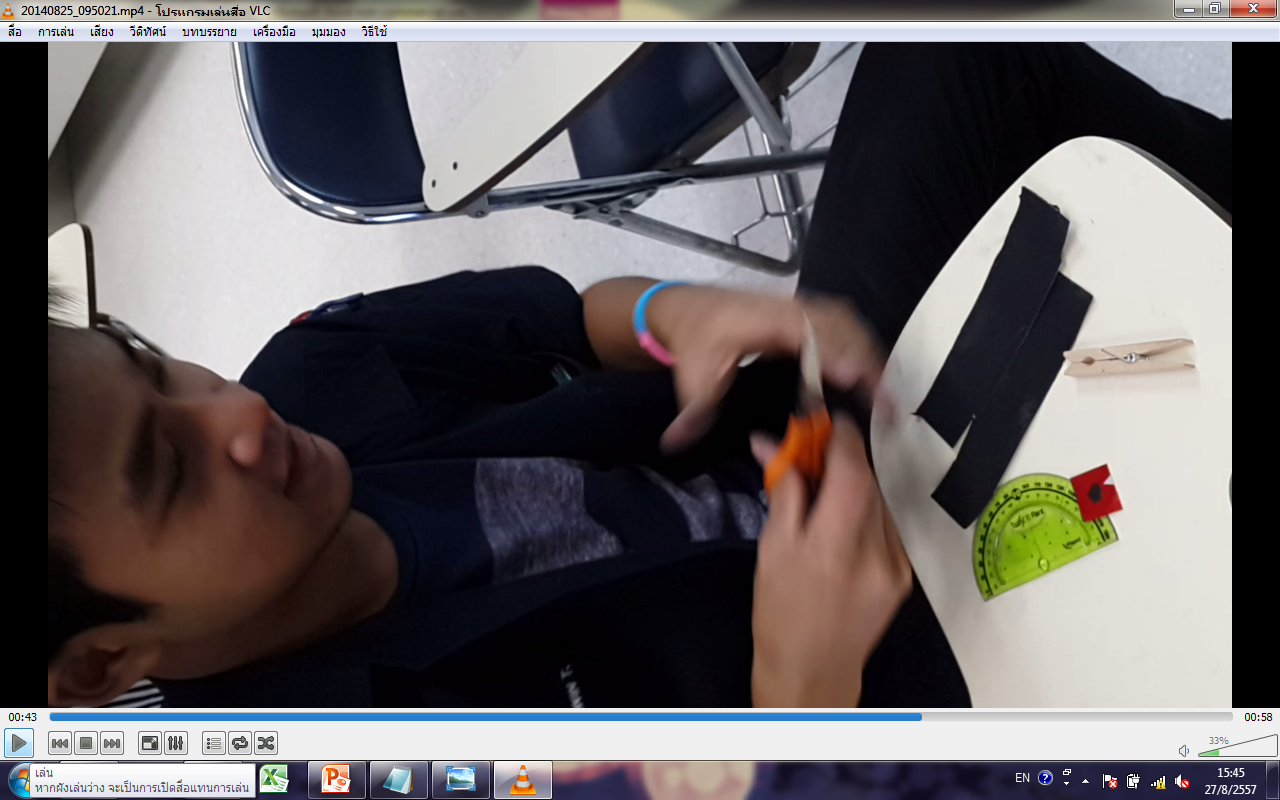 20140825_095021.mp4 - โปรแกรมเล่นสื่อ VLC
สื่อ การเล่น เสียง วีดิทัศน์ บทบรรยาย เครื่องมือ มุมมอง วิธีใช้
00:43
00:58
33%
เล่น
หากผังเล่นว่าง จะเป็นการเปิดสื่อแทนการเล่น
EN
15:45
27/8/2557